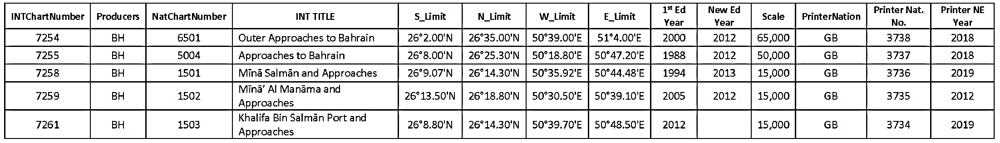 INTChartNumber Producers NatChartNumber INT TITLE S_Limit N_Limit W_Limit E_Limit 1st Ed Year New Ed Year Scale PrinterNation Printer Nat. No. Printer NE Year
7254 BH 6501 Outer Approaches to Bahrain 26°2.00'N 26°35.00'N 50°39.00'E 51°4.00'E 2000 2012 65,000 GB 3738 2018
7255 BH 5004 Approaches to Bahrain 26°8.00'N 26°25.30'N 50°18.80'E 50°47.20'E 1988 2012 50,000 GB 3737 2018
7258 BH 1501 Mīnā Salmān and Approaches 26°9.07'N 26°14.30'N 50°35.92'E 50°44.48'E 1994 2013 15,000 GB 3736 2019
7259 BH 1502 Mīnā’ Al Manāma and Approaches 26°13.50'N 26°18.80'N 50°30.50'E 50°39.10'E 2005 2012 15,000 GB 3735 2012
7261 BH 1503 Khalifa Bin Salmān Port and Approaches 26°8.80'N 26°14.30'N 50°39.70'E 50°48.50'E 2012 15,000 GB 3734 2019